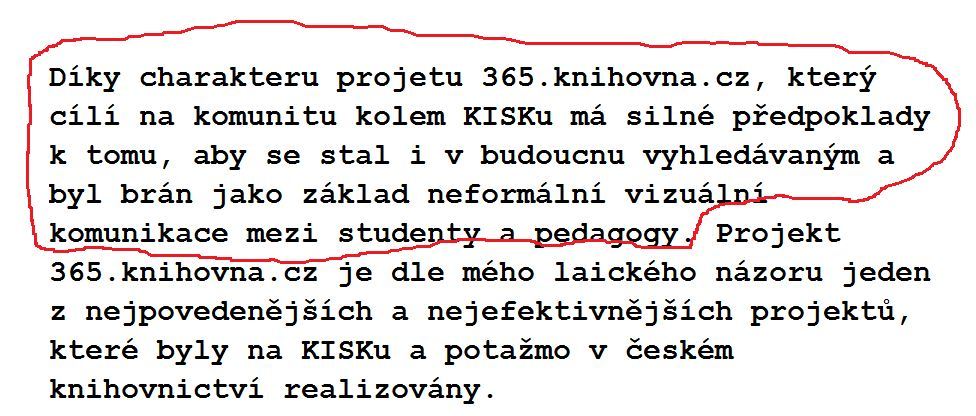 Díky charakteru projetu 365.knihovna.cz, který
cílí na komunitu kolem KISKu má silné předpoklady
k tomu, aby se stal i v budoucnu vyhledávaným a
byl brán jako základ neformální vizuální
komunikace mezi studenty a pedagogy. Projekt
365.knihovna.cz je dle mého laického názoru jeden
z nejpovedenějších a nejefektivnějších projektů,
které byly na KISKu a potažmo v českém
knihovnictví realizovány.